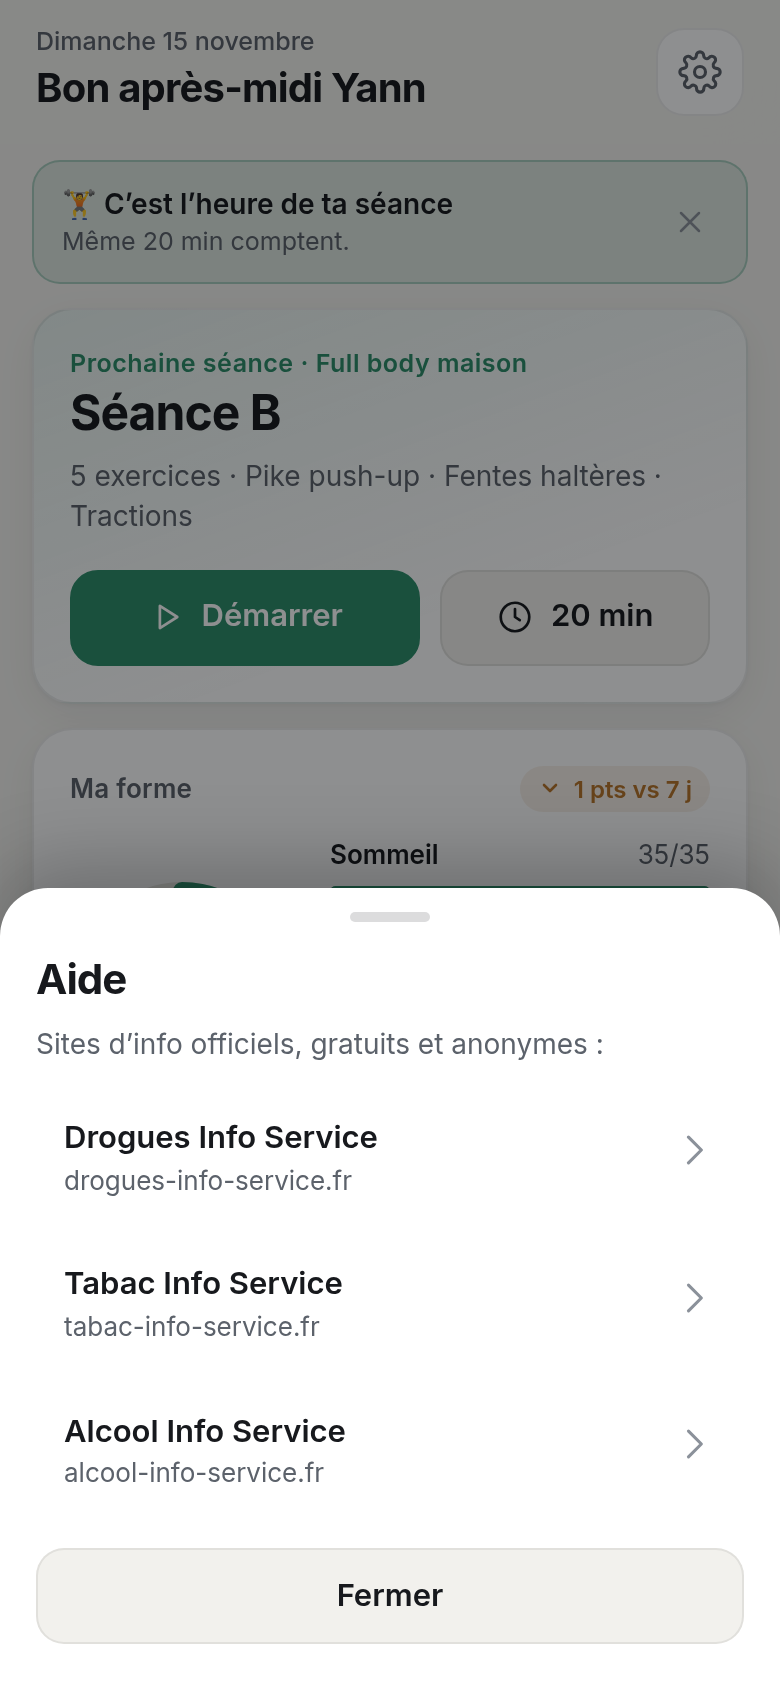 Dimanche 15 novembre
Bon après-midi Yann
🏋️ C’est l’heure de ta séance
Même 20 min comptent.
Prochaine séance · Full body maison
Séance B
5 exercices · Pike push-up · Fentes haltères ·
Tractions
Démarrer
20 min
Ma forme
1 pts vs 7 j
Sommeil
35/35
Aide
Sites d’info officiels, gratuits et anonymes :
Drogues Info Service
drogues-info-service.fr
Tabac Info Service
tabac-info-service.fr
Alcool Info Service
alcool-info-service.fr
Fermer